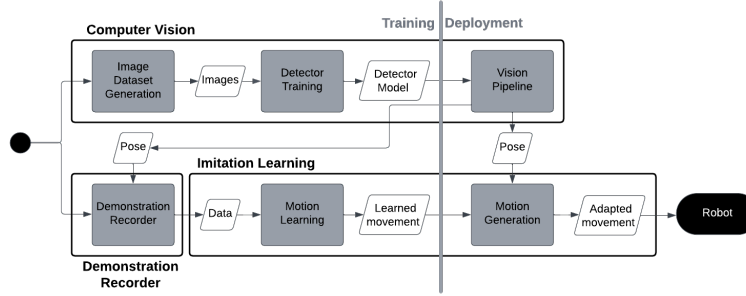 Training Deployment
Computer Vision
Image
Dataset
Generation
Images
Detector
Training
Detector
Model
Vision
Pipeline
Pose
Pose
Imitation Learning
Demonstration
Recorder
Data
Motion
Learning
Learned
movement
Motion
Generation
Adapted
movement
Robot
Demonstration
Recorder